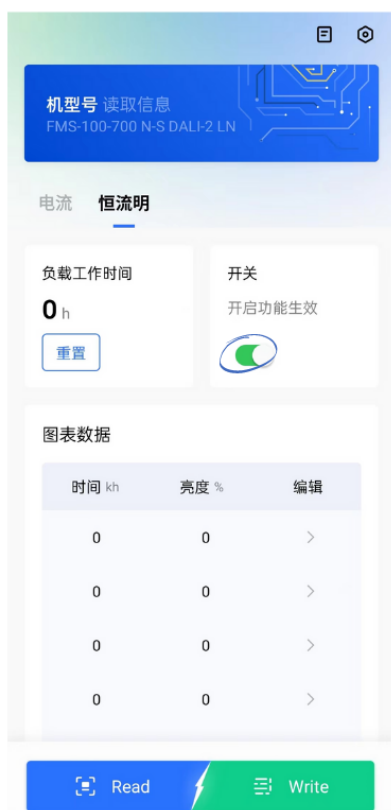 机型号 读取信息
FMS-100-700 N-S DALI-2 LN
电流 恒流明
负载工作时间
0 h
重置
开关
开启功能生效
图表数据
时间 kh 亮度 % 编辑
0 0
0 0
0 0
0 0
Read Write